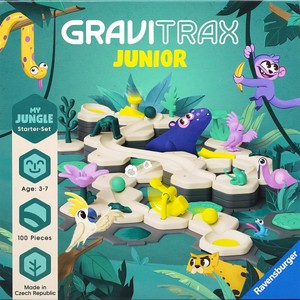 GRAVITRAX
JUNIOR
MY
JUNGLE
Starter-Set
Age: 3-7
100 Pieces
Made in
Czech Republic
Ravensburger